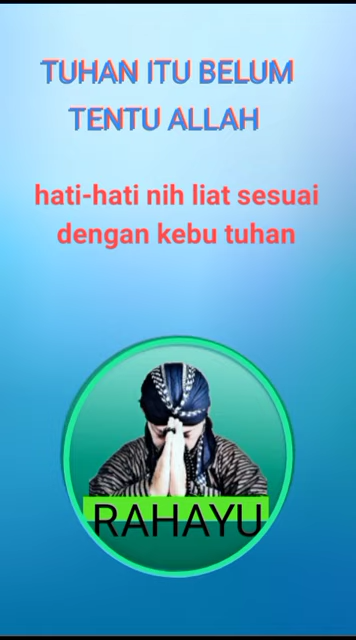 TUHAN ITU BELUM
TENTU ALLAH
hati-hati nih liat sesuai
dengan kebu tuhan
RAHAYU